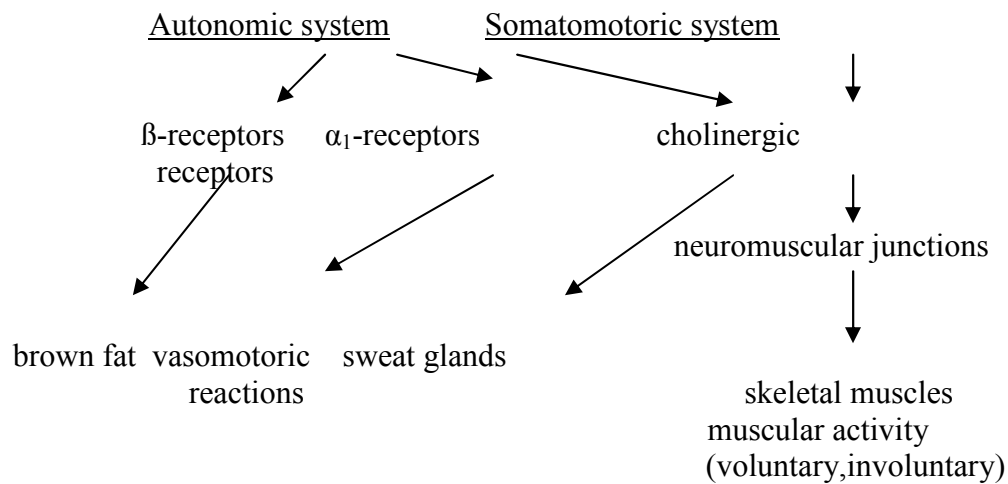 Autonomic system Somatomotoric system
ß-receptors α₁-receptors cholinergic
receptors
neuromuscular junctions
brown fat vasomotoric sweat glands
reactions
skeletal muscles
muscular activity
(voluntary,involuntary)